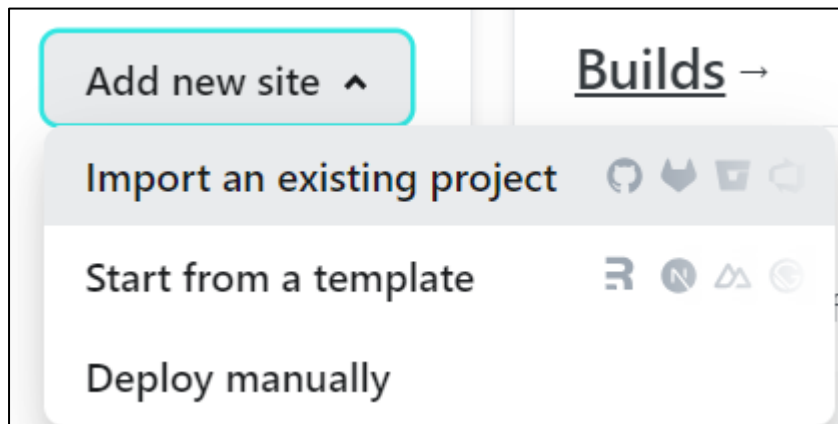 Add new site
Builds →
Import an existing project
Start from a template
Deploy manually